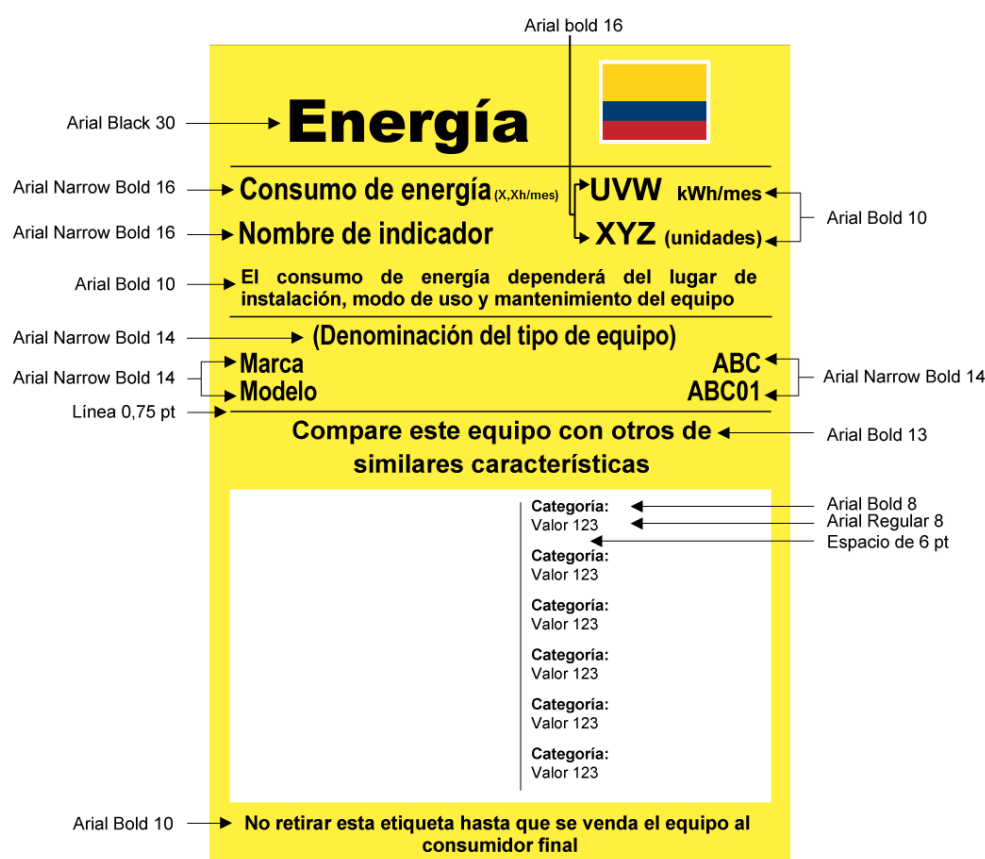 Arial bold 16
Arial Black 30
Energía
Arial Narrow Bold 16
Consumo de energía (X,Xh/mes) UVW kWh/mes
Arial Bold 10
Arial Narrow Bold 16
Nombre de indicador XYZ (unidades)
Arial Bold 10
El consumo de energía dependerá del lugar de
instalación, modo de uso y mantenimiento del equipo
Arial Narrow Bold 14
(Denominación del tipo de equipo)
Arial Narrow Bold 14
Marca ABC
Modelo ABC01
Arial Narrow Bold 14
Línea 0,75 pt
Compare este equipo con otros de
similares características
Arial Bold 13
Categoría:
Arial Bold 8
Valor 123
Arial Regular 8
Espacio de 6 pt
Categoría:
Valor 123
Categoría:
Valor 123
Categoría:
Valor 123
Categoría:
Valor 123
Categoría:
Valor 123
Arial Bold 10
No retirar esta etiqueta hasta que se venda el equipo al
consumidor final